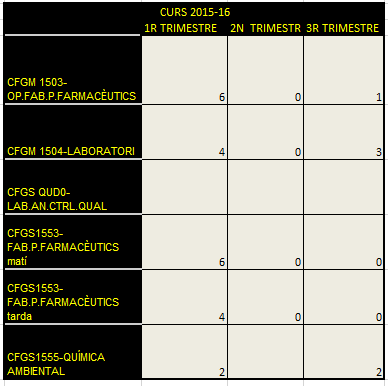 CURS 2015-16
1R TRIMESTRE 2N TRIMESTR 3R TRIMESTRE
CFGM 1503-
OP.FAB.P.FARMACÈUTICS 6 0 1
CFGM 1504-LABORATORI 4 0 3
CFGS QUD0-
LAB.AN.CTRL.QUAL
CFGS1553-
FAB.P.FARMACÈUTICS
matí 6 0 0
CFGS1553-
FAB.P.FARMACÈUTICS
tarda 4 0 0
CFGS1555-QUÍMICA
AMBIENTAL 2 0 2